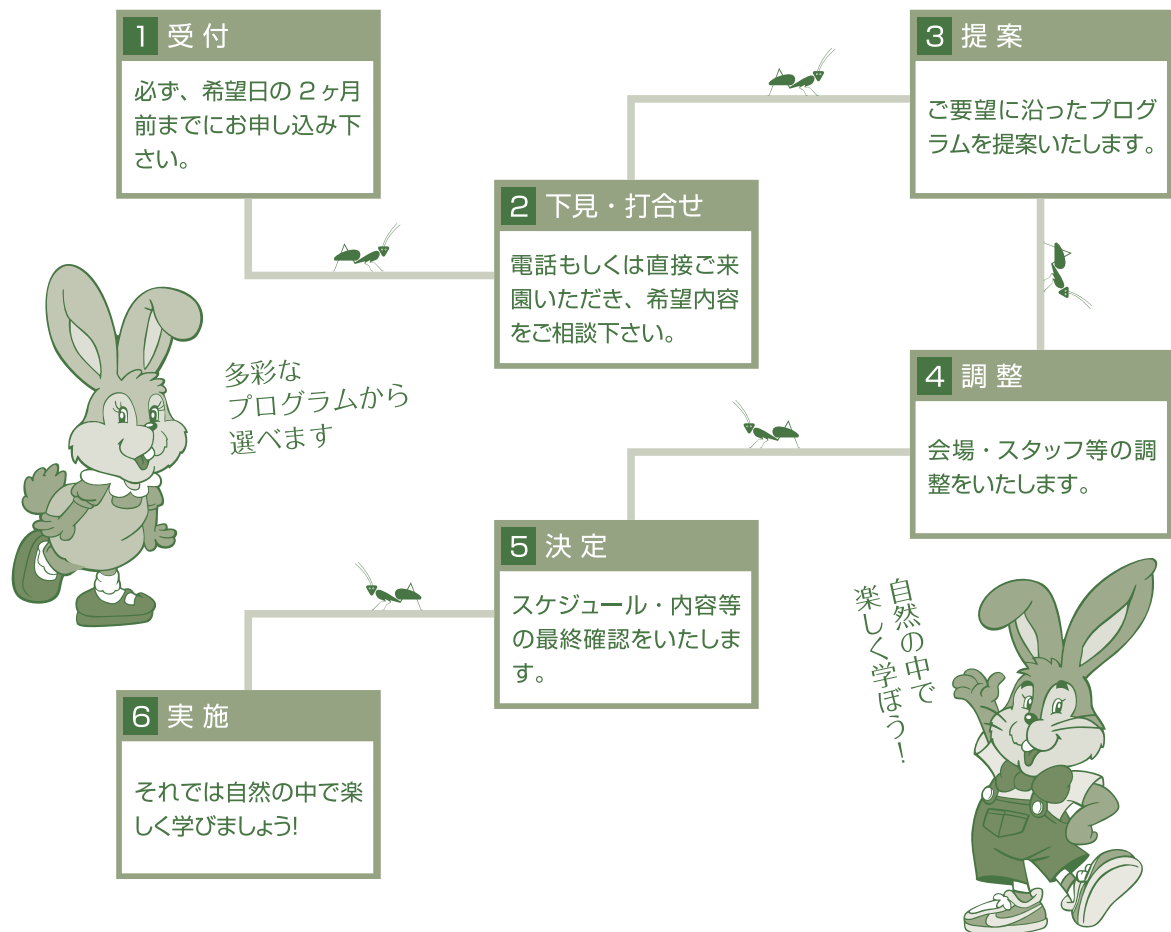 1 受付
必ず、希望日の2ヶ月
前までにお申し込み下
さい。
2 下見・打合せ
電話もしくは直接ご来
園いただき、希望内容
をご相談下さい。
3 提案
ご要望に沿ったプログ
ラムを提案いたします。
4 調整
会場・スタッフ等の調
整をいたします。
5 決定
スケジュール・内容等
の最終確認をいたしま
す。
6 実施
それでは自然の中で楽
しく学びましょう!
多彩な
プログラムから
選べます
自然の中で
楽しく学ぼう!